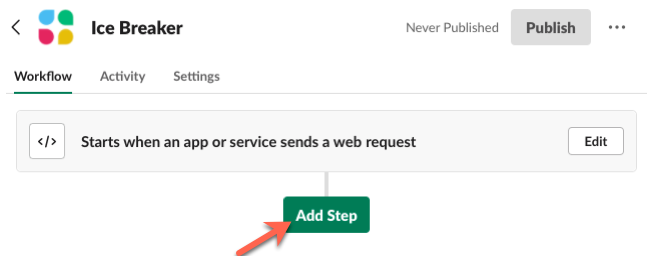 Ice Breaker
Never Published
Publish
Workflow
Activity
Settings
</>
Starts when an app or service sends a web request
Edit
Add Step